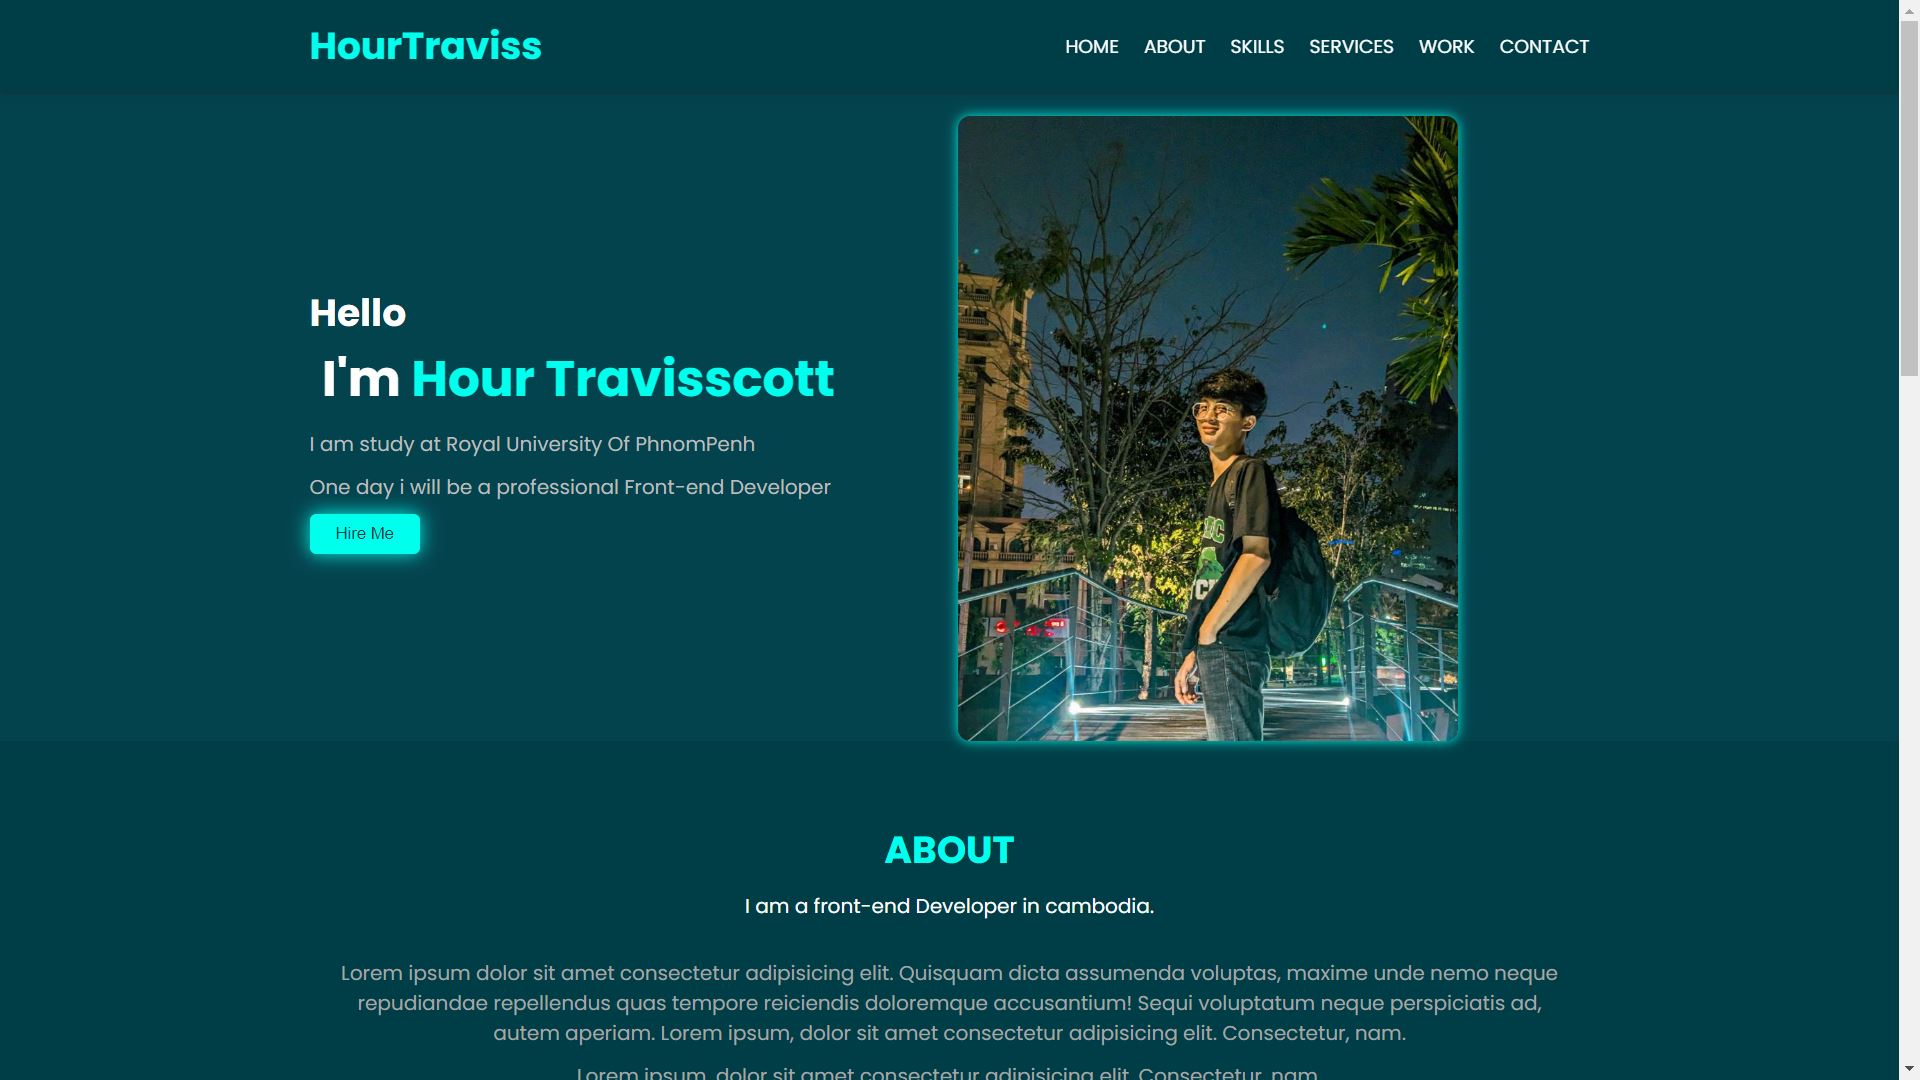 HourTraviss
HOME ABOUT SKILLS SERVICES WORK CONTACT
Hello
I'm Hour Travisscott
I am study at Royal University Of PhnomPenh
One day i will be a professional Front-end Developer
Hire Me
ABOUT
I am a front-end Developer in cambodia.
Lorem ipsum dolor sit amet consectetur adipisicing elit. Quisquam dicta assumenda voluptas, maxime unde nemo neque
repudiandae repellendus quas tempore reiciendis doloremque accusantium! Sequi voluptatum neque perspiciatis ad,
autem aperiam. Lorem ipsum, dolor sit amet consectetur adipisicing elit. Consectetur, nam.
Lorem ipsum, dolor sit amet consectetur adipisicing elit. Consectetur, nam.